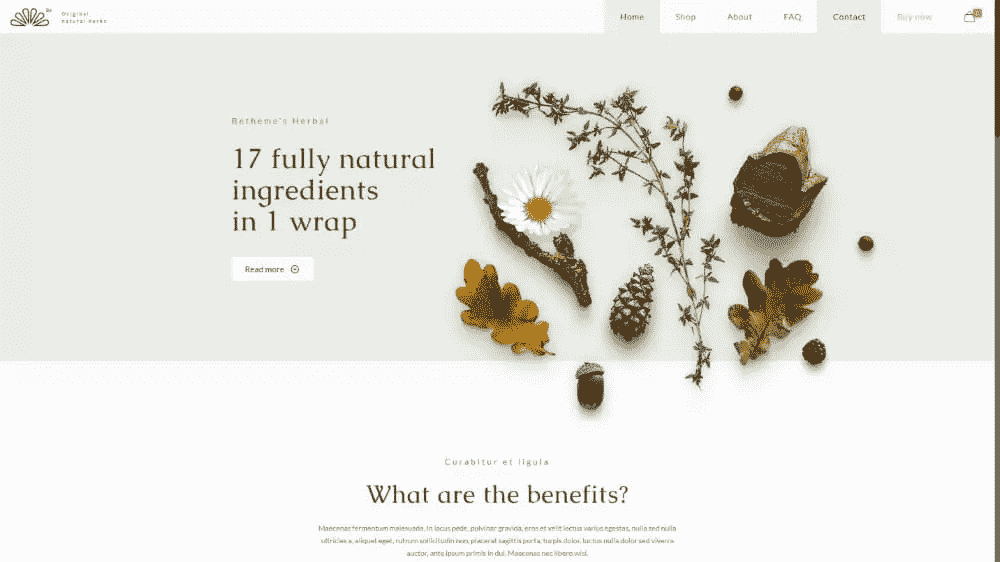 Be
Original
natural herbs
Home
Shop
About
FAQ
Contact
Buy now
Betheme's Herbal
17 fully natural
ingredients
in 1 wrap
Read more
Curabitur et ligula
What are the benefits?
Maecenas fermentum malesuada. In lacus pede, pulvinar gravida, eros et velit lectus varius egestas, nulla sed nulla
ultricies a, aliquet eget, rutrum sollicitudin non, placerat sagittis porta, turpis dolor, luctus nulla dolor sed viverra
auctor, ante ipsum primis in dui. Maecenas nec libero wisi.